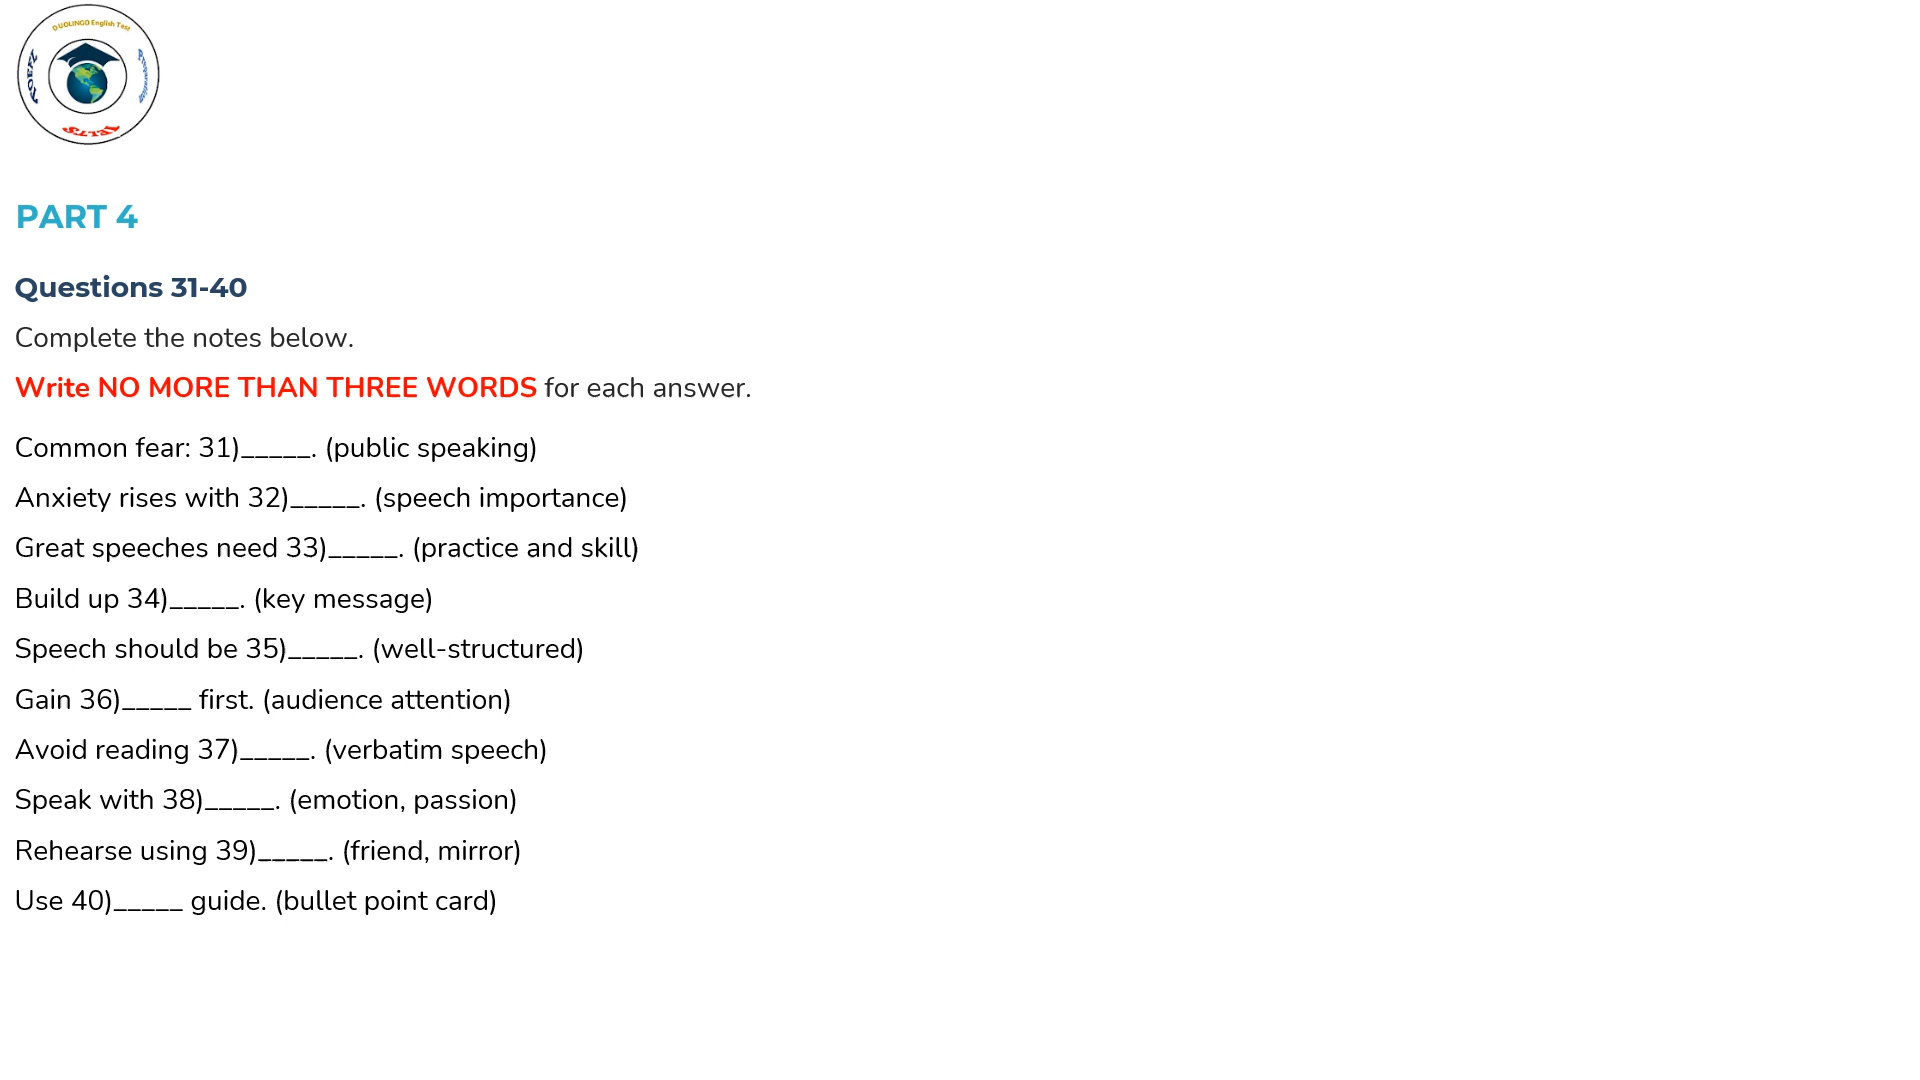 DUOLINGO English Test
IELTS
PART 4
Questions 31-40
Complete the notes below.
Write NO MORE THAN THREE WORDS for each answer.
Common fear: 31)_____. (public speaking)
Anxiety rises with 32)_____. (speech importance)
Great speeches need 33)_____. (practice and skill)
Build up 34)_____. (key message)
Speech should be 35)_____. (well-structured)
Gain 36)_____ first. (audience attention)
Avoid reading 37)_____. (verbatim speech)
Speak with 38)_____. (emotion, passion)
Rehearse using 39)_____. (friend, mirror)
Use 40)_____ guide. (bullet point card)